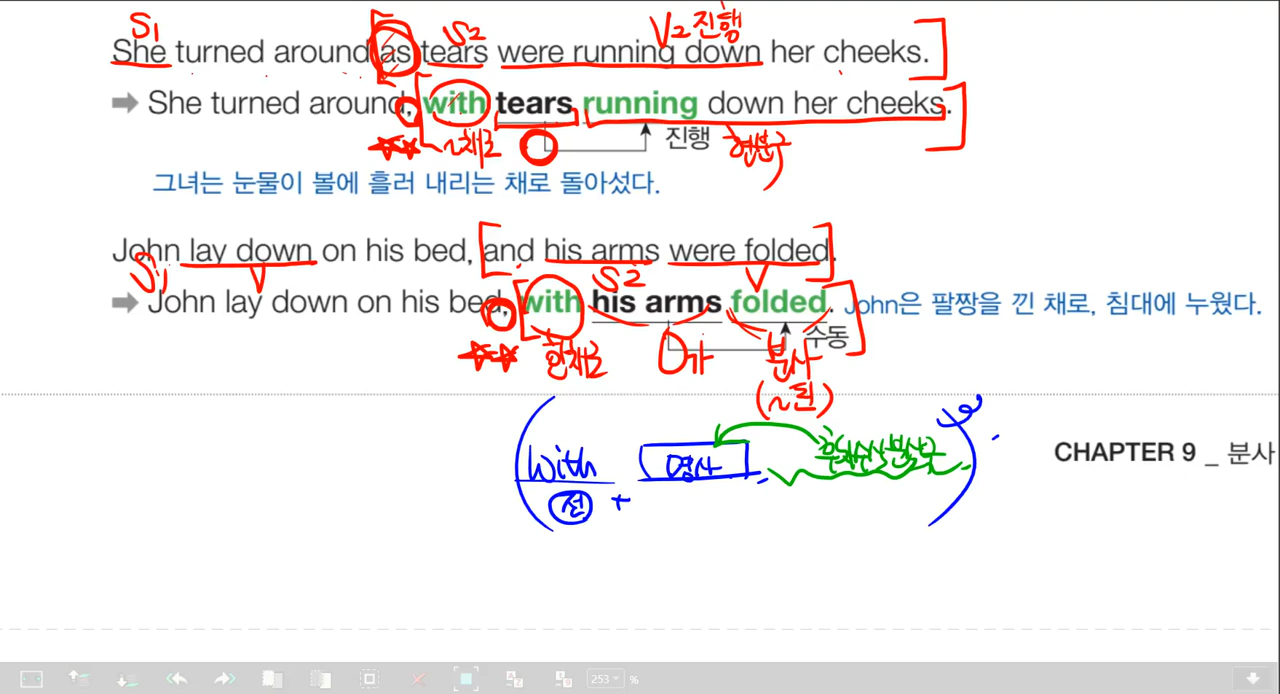 S1 S2 V2 진행
She turned around as tears were running down her cheeks.
➡ She turned around, with tears running down her cheeks.
~채로 진행 현분구
그녀는 눈물이 볼에 흘러 내리는 채로 돌아섰다.
John lay down on his bed, and his arms were folded.
S1 V S2 V
➡ John lay down on his bed, with his arms folded. John은 팔짱을 낀 채로, 침대에 누웠다.
수동
분사
(~된)
with 명사
전 +
CHAPTER 9 _ 분사
253 %